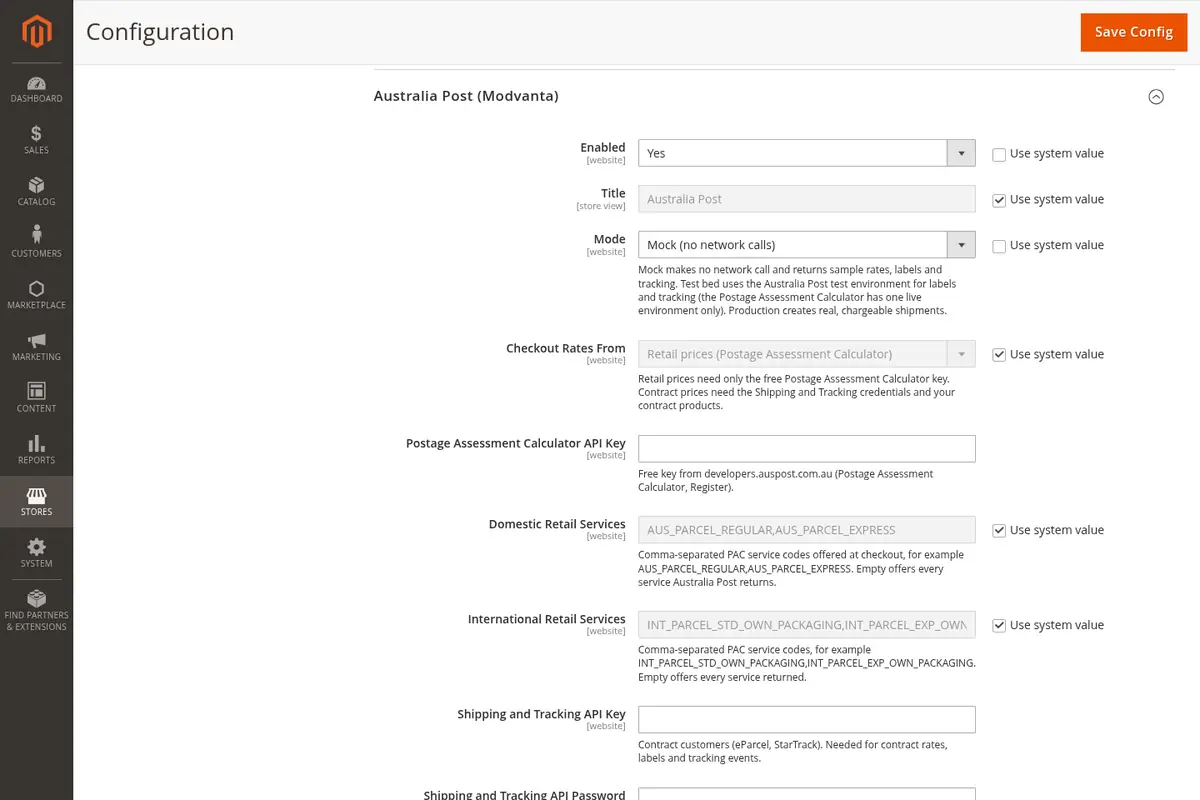 Configuration
Save Config
DASHBOARD
SALES
CATALOG
CUSTOMERS
MARKETPLACE
MARKETING
CONTENT
REPORTS
STORES
SYSTEM
FIND PARTNERS
& EXTENSIONS
Australia Post (Modvanta)
Enabled
[website]
Yes
Use system value
Title
[store view]
Australia Post
Use system value
Mode
[website]
Mock (no network calls)
Use system value
Mock makes no network call and returns sample rates, labels and
tracking. Test bed uses the Australia Post test environment for labels
and tracking (the Postage Assessment Calculator has one live
environment only). Production creates real, chargeable shipments.
Checkout Rates From
[website]
Retail prices (Postage Assessment Calculator)
Use system value
Retail prices need only the free Postage Assessment Calculator key.
Contract prices need the Shipping and Tracking credentials and your
contract products.
Postage Assessment Calculator API Key
[website]
Free key from developers.auspost.com.au (Postage Assessment
Calculator, Register).
Domestic Retail Services
[website]
AUS_PARCEL_REGULAR,AUS_PARCEL_EXPRESS
Use system value
Comma-separated PAC service codes offered at checkout, for example
AUS_PARCEL_REGULAR,AUS_PARCEL_EXPRESS. Empty offers every
service Australia Post returns.
International Retail Services
[website]
INT_PARCEL_STD_OWN_PACKAGING,INT_PARCEL_EXP_OWN
Use system value
Comma-separated PAC service codes, for example
INT_PARCEL_STD_OWN_PACKAGING,INT_PARCEL_EXP_OWN_PACKAGING.
Empty offers every service returned.
Shipping and Tracking API Key
[website]
Contract customers (eParcel, StarTrack). Needed for contract rates,
labels and tracking events.
Shipping and Tracking API Password